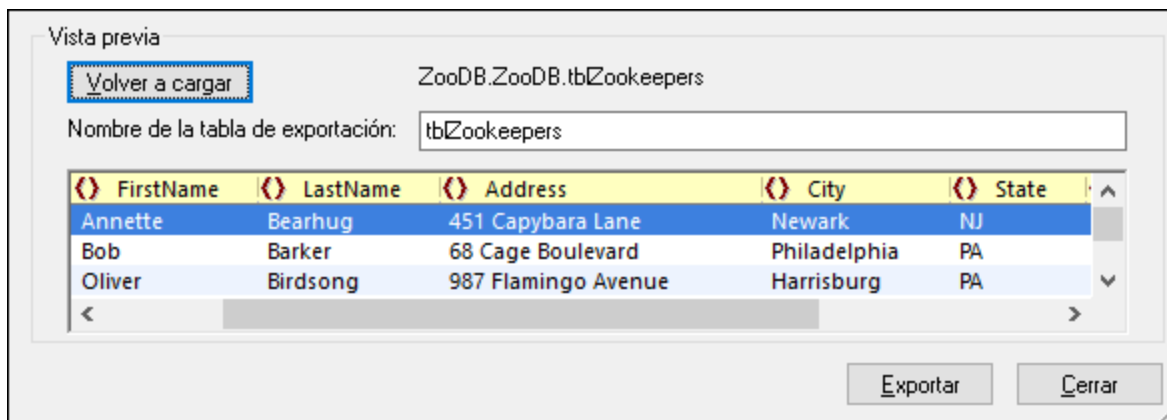 Vista previa
Volver a cargar ZooDB.ZooDB.tblZookeepers
Nombre de la tabla de exportación: tblZookeepers
FirstName LastName Address City State
Annette Bearhug 451 Capybara Lane Newark NJ
Bob Barker 68 Cage Boulevard Philadelphia PA
Oliver Birdsong 987 Flamingo Avenue Harrisburg PA
Exportar Cerrar